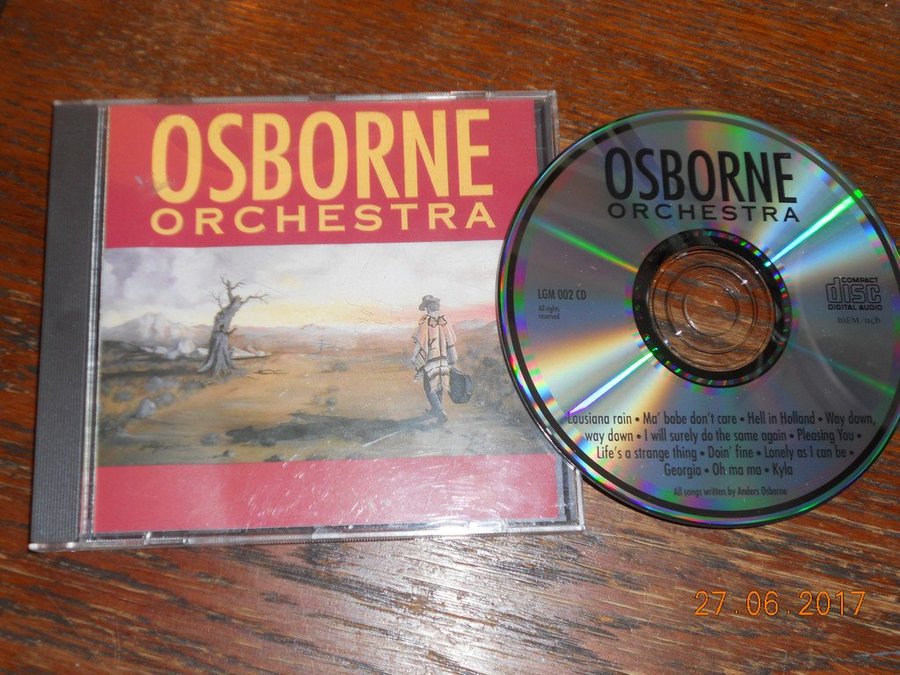 OSBORNE
ORCHESTRA
OSBORNE
ORCHESTRA
LGM 002 CD
All rights
reserved
COMPACT
disc
DIGITAL AUDIO
BIEM/ncb
Lousiana rain • Ma' babe don't care • Hell in Holland • Way down,
way down • I will surely do the same again • Pleasing You •
Life's a strange thing • Doin' fine • Lonely as I can be •
Georgia • Oh ma ma • Kyla
All songs written by Anders Osborne
27.06.2017